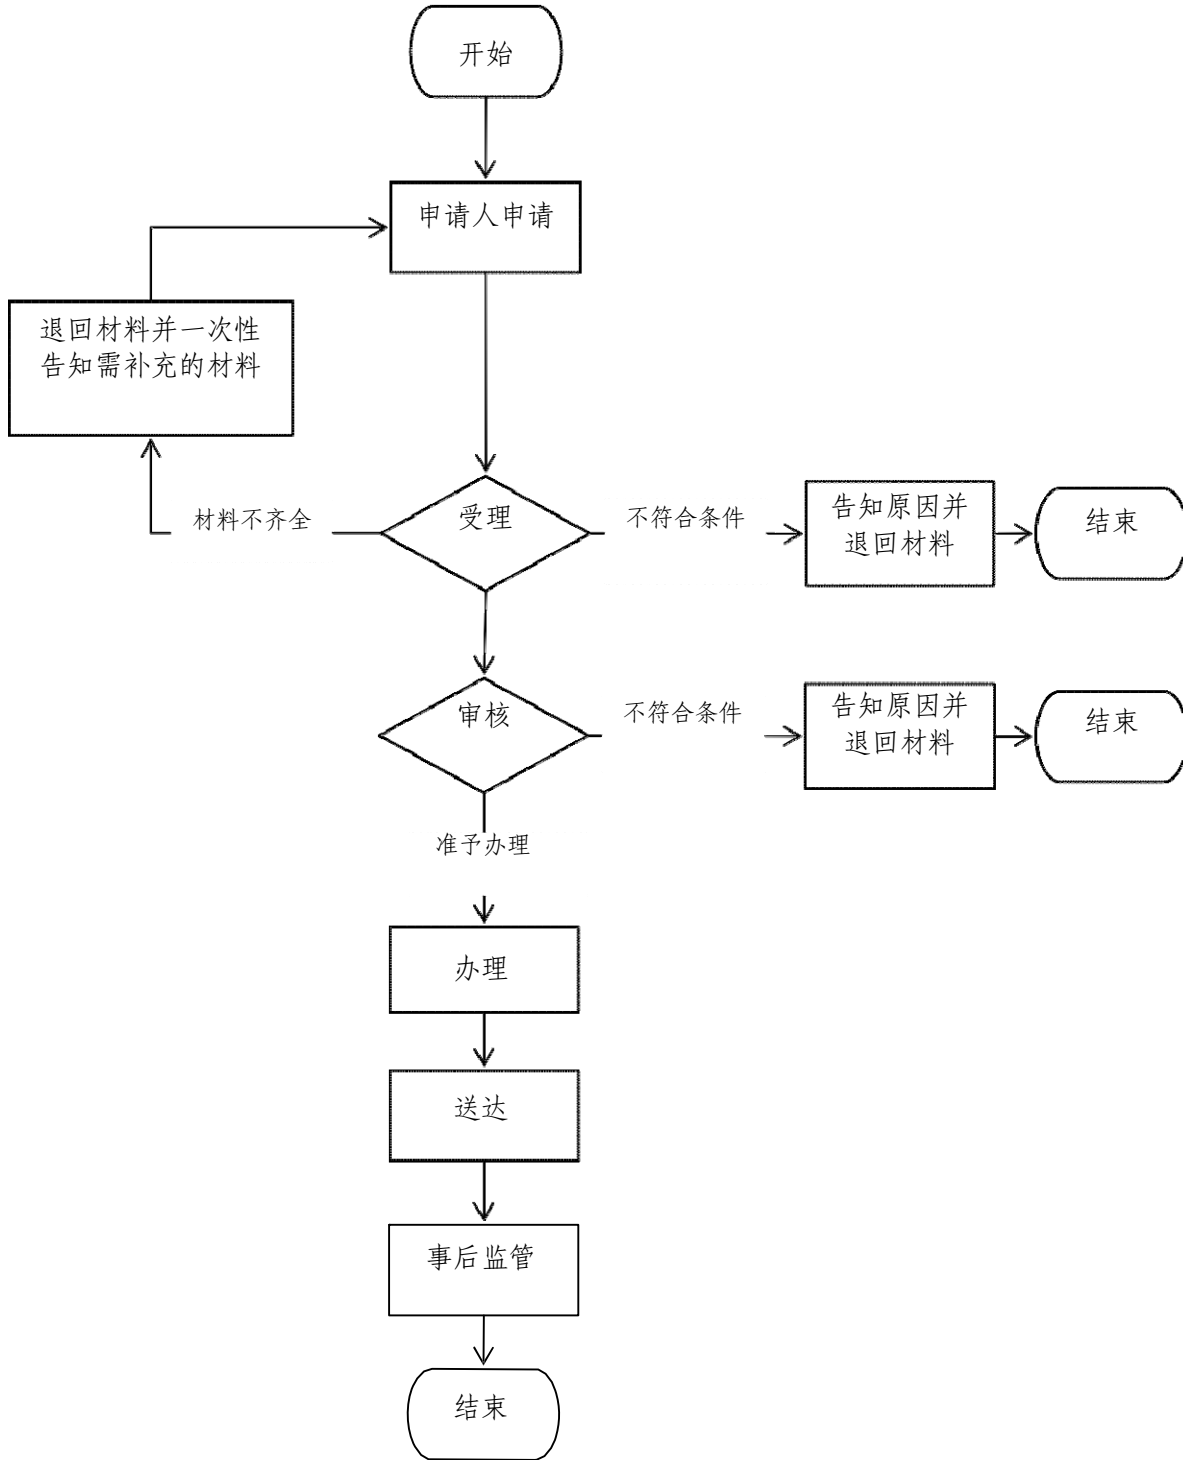 开始
申请人申请
退回材料并一次性
告知需补充的材料
材料不齐全
受理
不符合条件
告知原因并
退回材料
结束
审核
不符合条件
告知原因并
退回材料
结束
准予办理
办理
送达
事后监管
结束